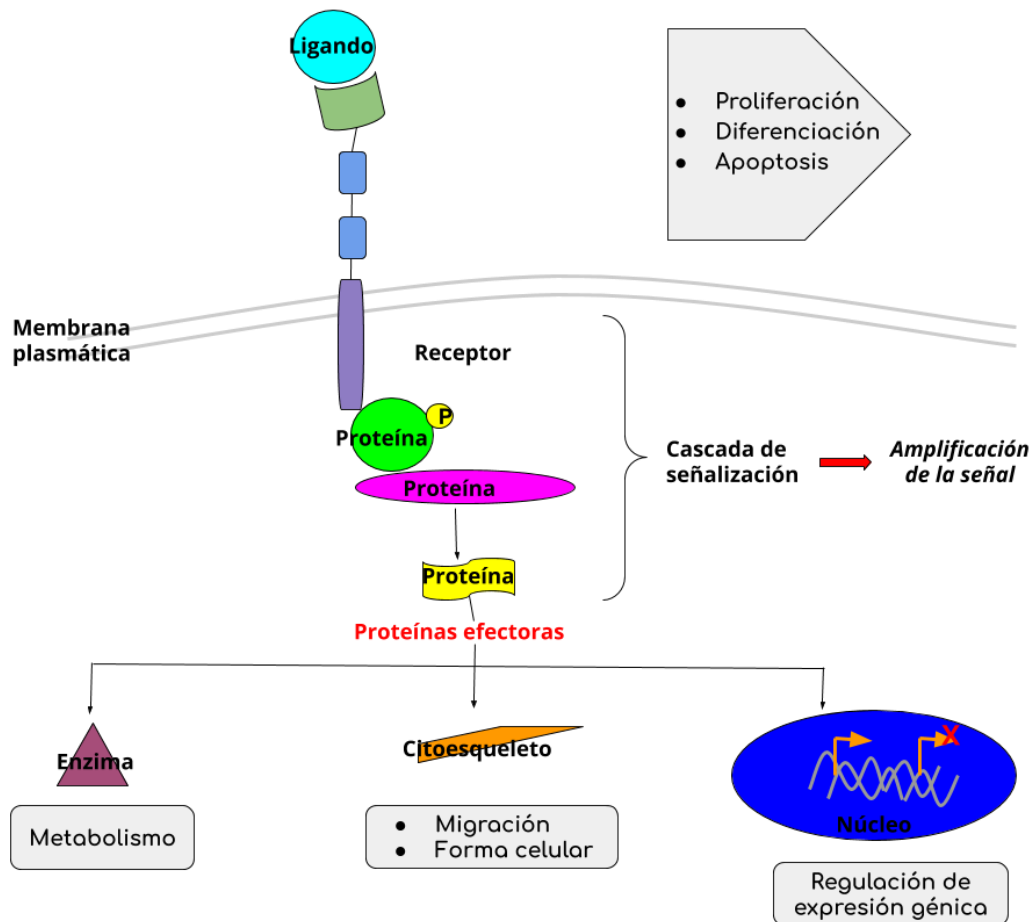 Ligando
● Proliferación
● Diferenciación
● Apoptosis
Membrana
plasmática
Receptor
P
Proteína
Proteína
Cascada de
señalización
Amplificación
de la señal
Proteína
Proteínas efectoras
Enzima
Citoesqueleto
X
Núcleo
Metabolismo
● Migración
● Forma celular
Regulación de
expresión génica